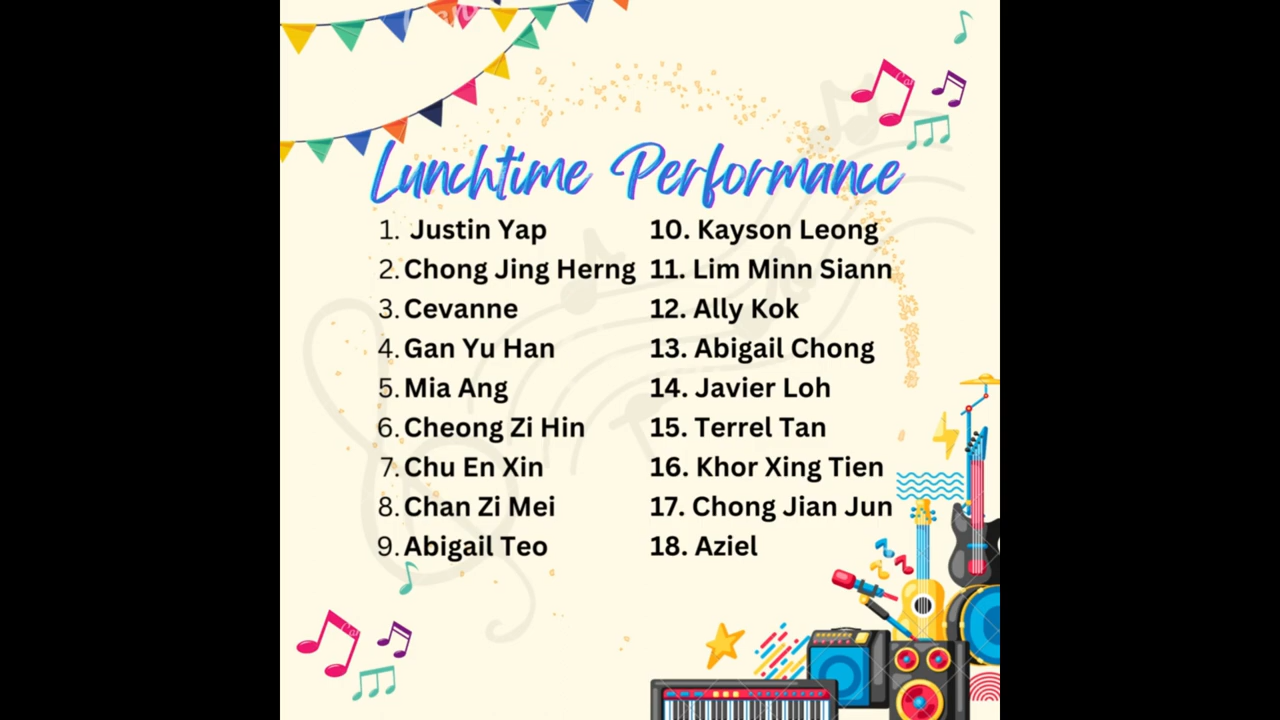 Lunchtime Performance
1. Justin Yap
2. Chong Jing Herng
3. Cevanne
4. Gan Yu Han
5. Mia Ang
6. Cheong Zi Hin
7. Chu En Xin
8. Chan Zi Mei
9. Abigail Teo
10. Kayson Leong
11. Lim Minn Siann
12. Ally Kok
13. Abigail Chong
14. Javier Loh
15. Terrel Tan
16. Khor Xing Tien
17. Chong Jian Jun
18. Aziel